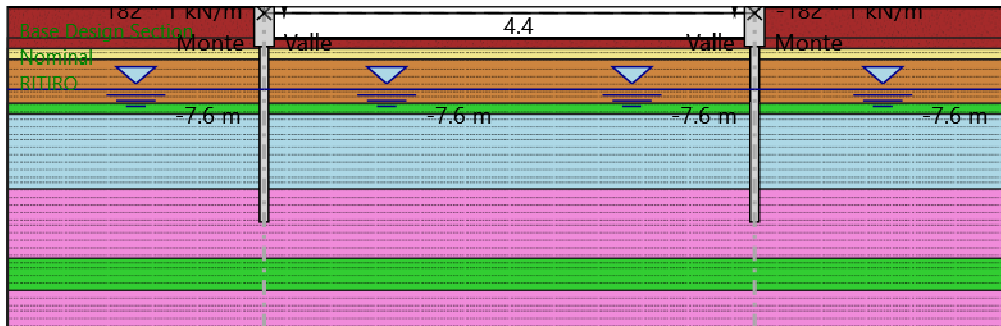 -182 * 1 kN/m
-182 * 1 kN/m
4.4
Base Design Section
Monte
Valle
Valle
Monte
Nominal
RITIRO
-7.6 m
-7.6 m
-7.6 m
-7.6 m